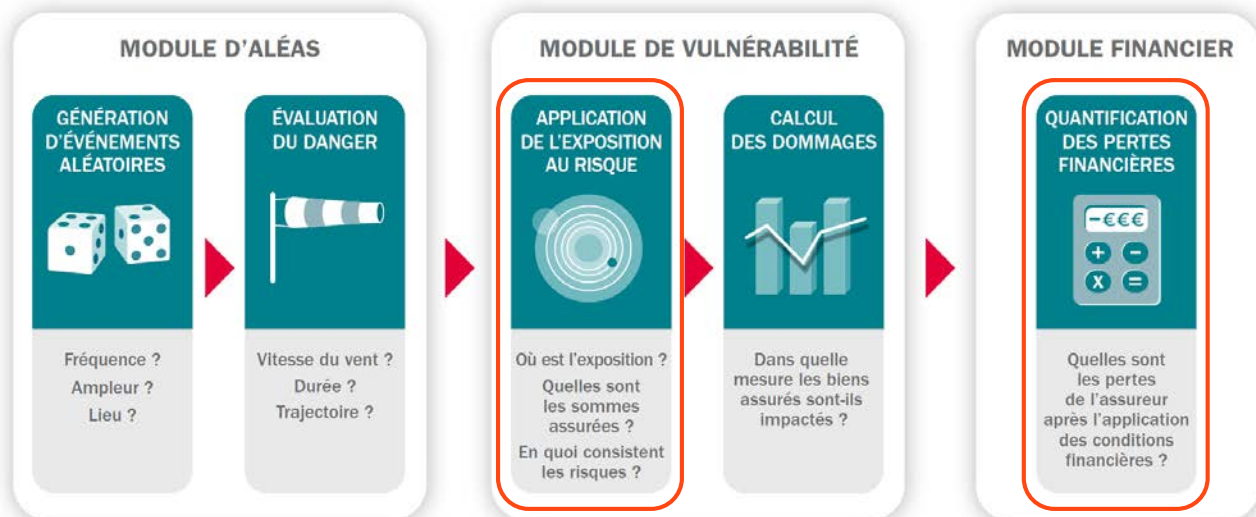 MODULE D'ALÉAS
GÉNÉRATION
D'ÉVÉNEMENTS
ALÉATOIRES
Fréquence ?
Ampleur ?
Lieu ?
ÉVALUATION
DU DANGER
Vitesse du vent ?
Durée ?
Trajectoire ?
MODULE DE VULNÉRABILITÉ
APPLICATION
DE L'EXPOSITION
AU RISQUE
Où est l'exposition ?
Quelles sont
les sommes
assurées ?
En quoi consistent
les risques ?
CALCUL
DES DOMMAGES
Dans quelle
mesure les biens
assurés sont-ils
impactés ?
MODULE FINANCIER
QUANTIFICATION
DES PERTES
FINANCIÈRES
-€€€
+ −
X =
Quelles sont
les pertes
de l'assureur
après l'application
des conditions
financières ?